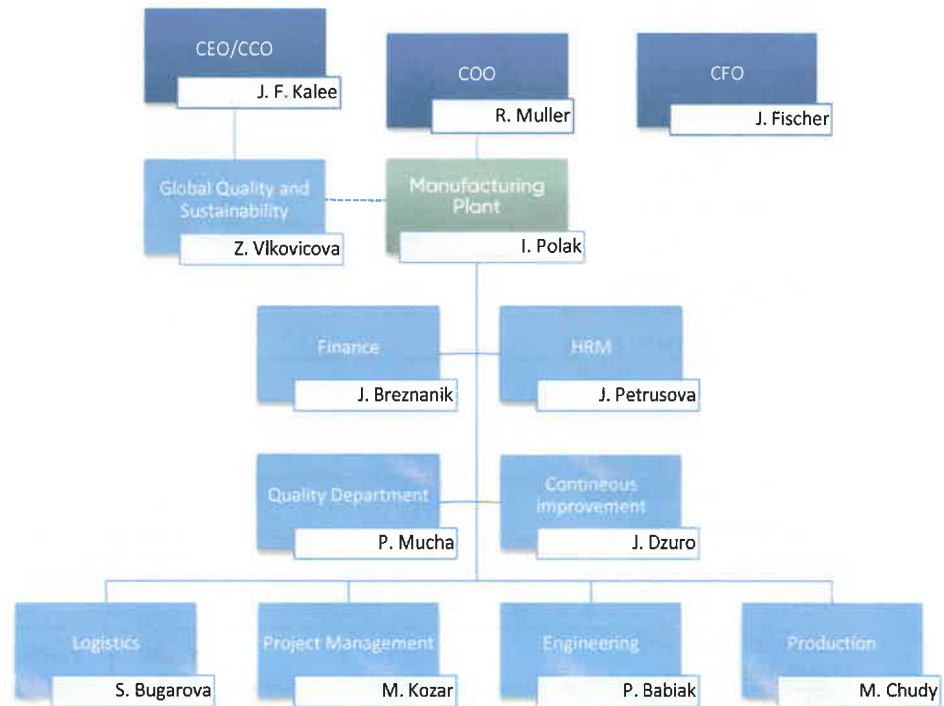 CEO/CCO
J. F. Kalee
COO
R. Muller
CFO
J. Fischer
Global Quality and
Sustainability
Z. Vlkovicova
Manufacturing
Plant
I. Polak
Finance
J. Breznanik
HRM
J. Petrusova
Quality Department
P. Mucha
Contineous
improvement
J. Dzuro
Logistics
S. Bugarova
Project Management
M. Kozar
Engineering
P. Babiak
Production
M. Chudy